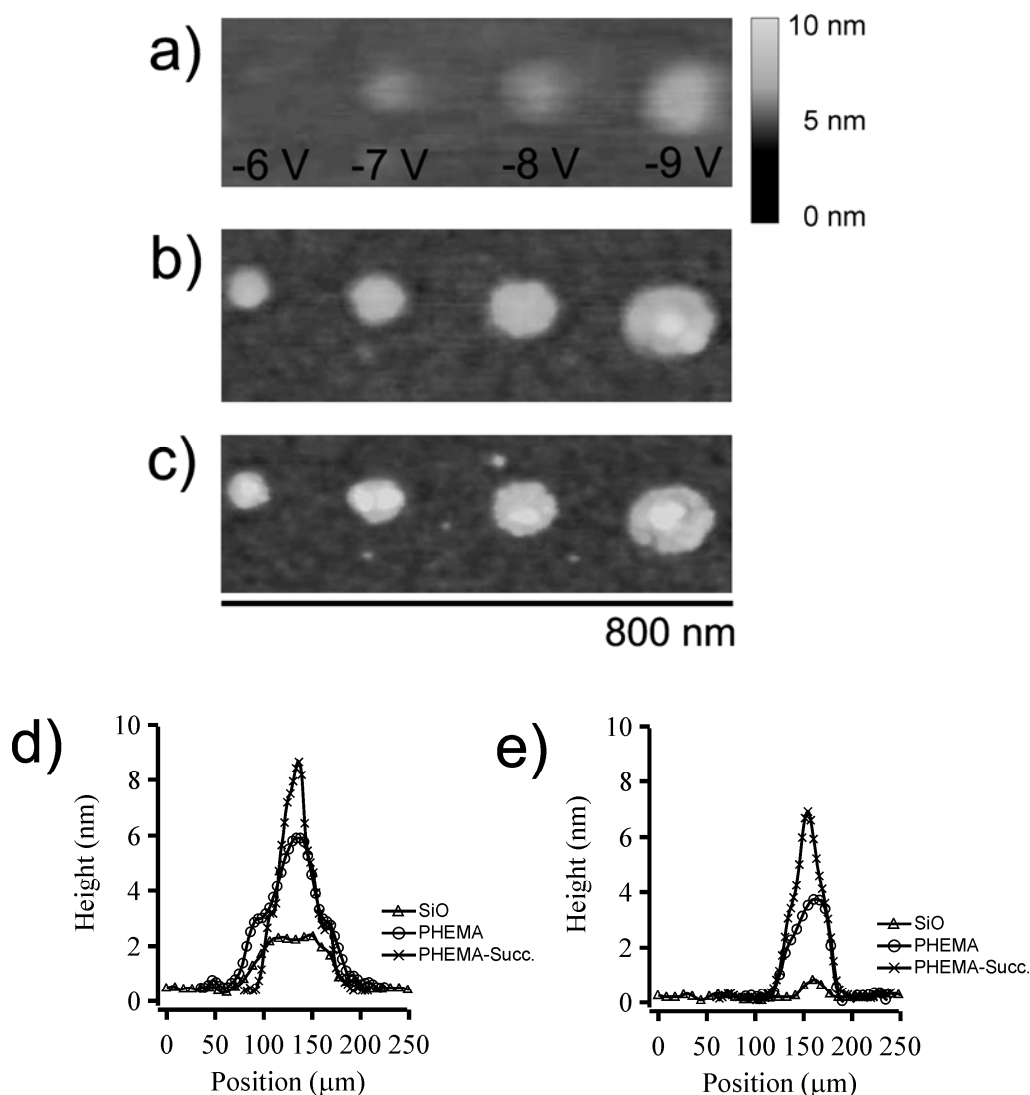 a)
10 nm
5 nm
0 nm
-6 V -7 V -8 V -9 V
b)
c)
800 nm
d)
10
8
6
4
2
0
Height (nm)
SiO
PHEMA
PHEMA-Succ.
0 50 100 150 200 250
Position (μm)
e)
10
8
6
4
2
0
Height (nm)
SiO
PHEMA
PHEMA-Succ.
0 50 100 150 200 250
Position (μm)